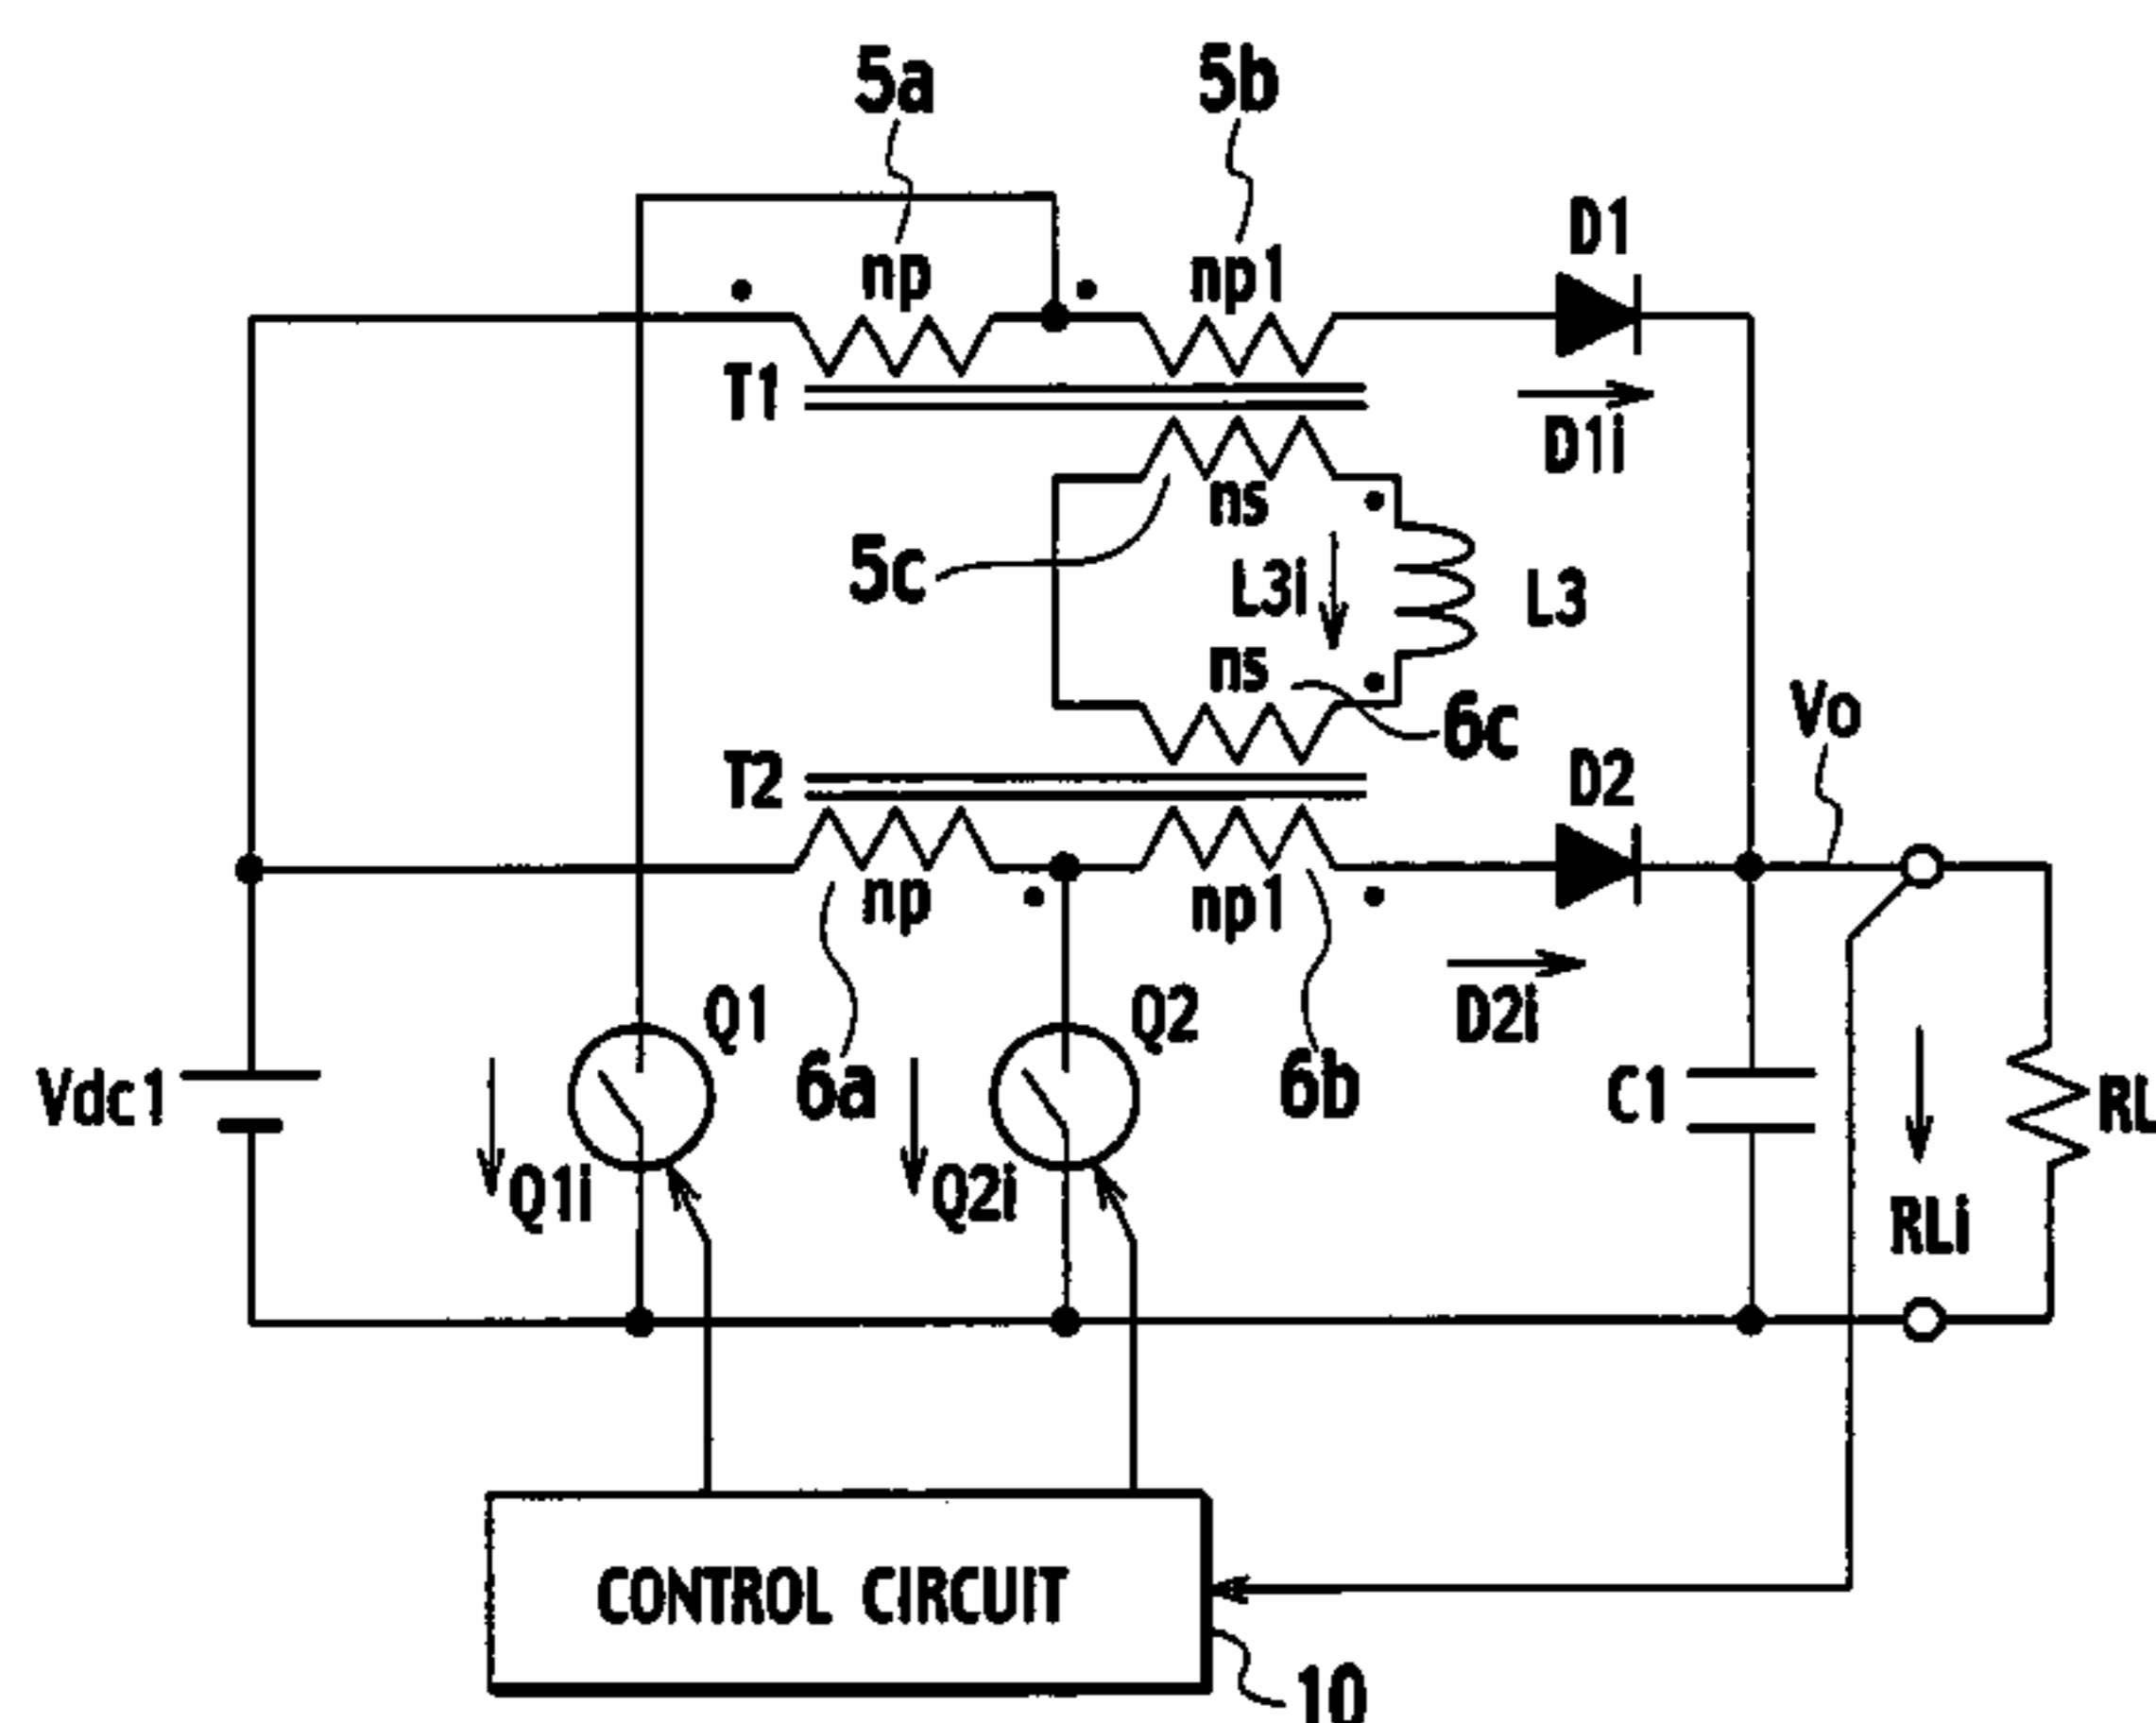 5a
5b
D1
np
np1
T1
D1i
ns
5c
L3i
L3
ns
6c
Vo
T2
D2
np
np1
Q1
Q2
D2i
Vdc1
6a
6b
C1
RL
Q1i
Q2i
RLi
CONTROL CIRCUIT
10